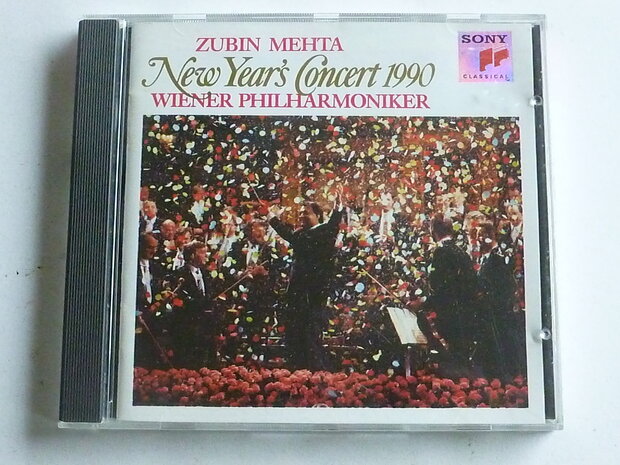 ZUBIN MEHTA
New Year's Concert 1990
WIENER PHILHARMONIKER
SONY
CLASSICAL